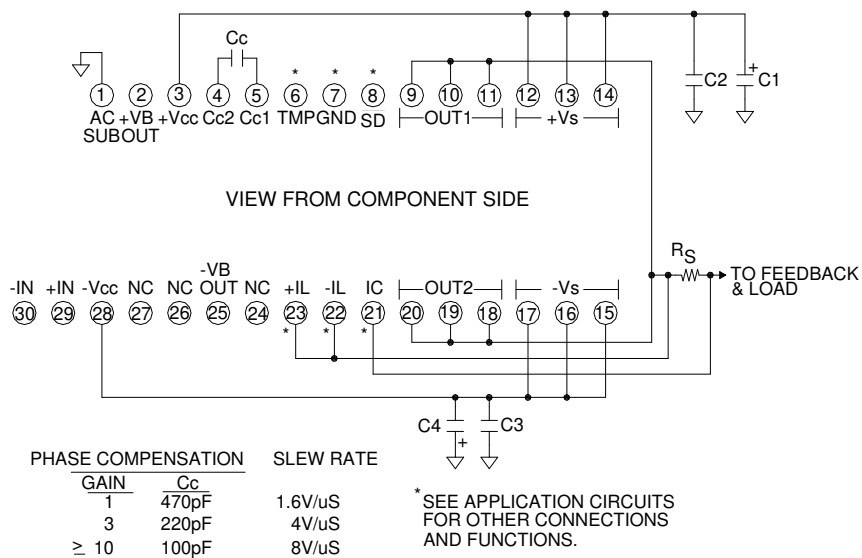 Cc
* * *
1 2 3 4 5 6 7 8 9 10 11 12 13 14
C2 + C1
AC +VB +Vcc Cc2 Cc1 TMP GND SD OUT1 +Vs
SUB OUT
VIEW FROM COMPONENT SIDE
RS
TO FEEDBACK
& LOAD
-VB
-IN +IN -Vcc NC NC OUT NC +IL -IL IC OUT2 -Vs
30 29 28 27 26 25 24 23 22 21 20 19 18 17 16 15
* * *
C4 + C3
PHASE COMPENSATION SLEW RATE
GAIN Cc
1 470pF 1.6V/uS
3 220pF 4V/uS
≥ 10 100pF 8V/uS
* SEE APPLICATION CIRCUITS
FOR OTHER CONNECTIONS
AND FUNCTIONS.